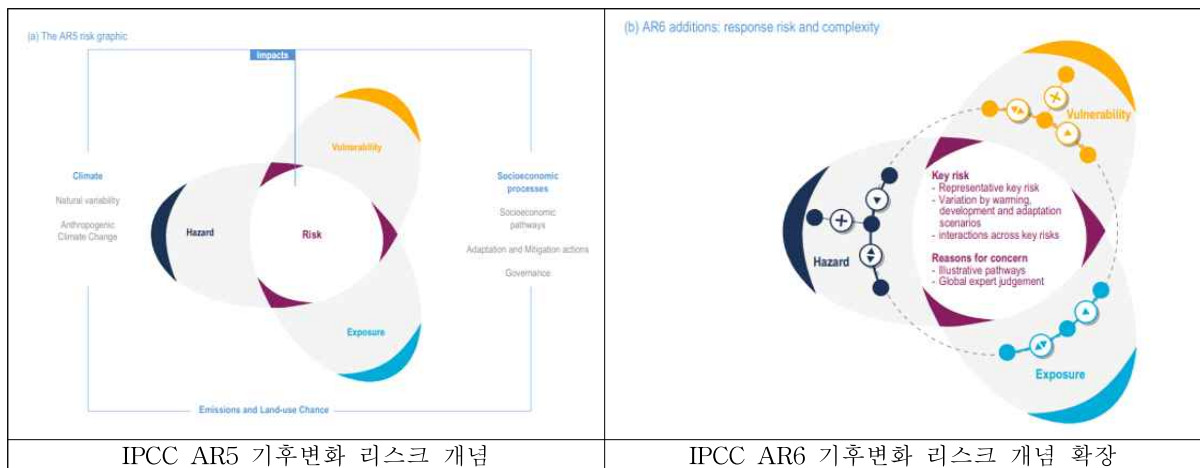 (a) The AR5 risk graphic
Impacts
Vulnerability
Climate
Natural variability
Anthropogenic
Climate Change
Hazard
Risk
Socioeconomic
processes
Socioeconomic
pathways
Adaptation and Mitigation actions
Governance
Exposure
Emissions and Land-use Chance
IPCC AR5 기후변화 리스크 개념
(b) AR6 additions: response risk and complexity
Vulnerability
Key risk
- Representative key risk
- Variation by warming,
development and adaptation
scenarios
- interactions across key risks
Reasons for concern
- Illustrative pathways
- Global expert judgement
Hazard
Exposure
IPCC AR6 기후변화 리스크 개념 확장